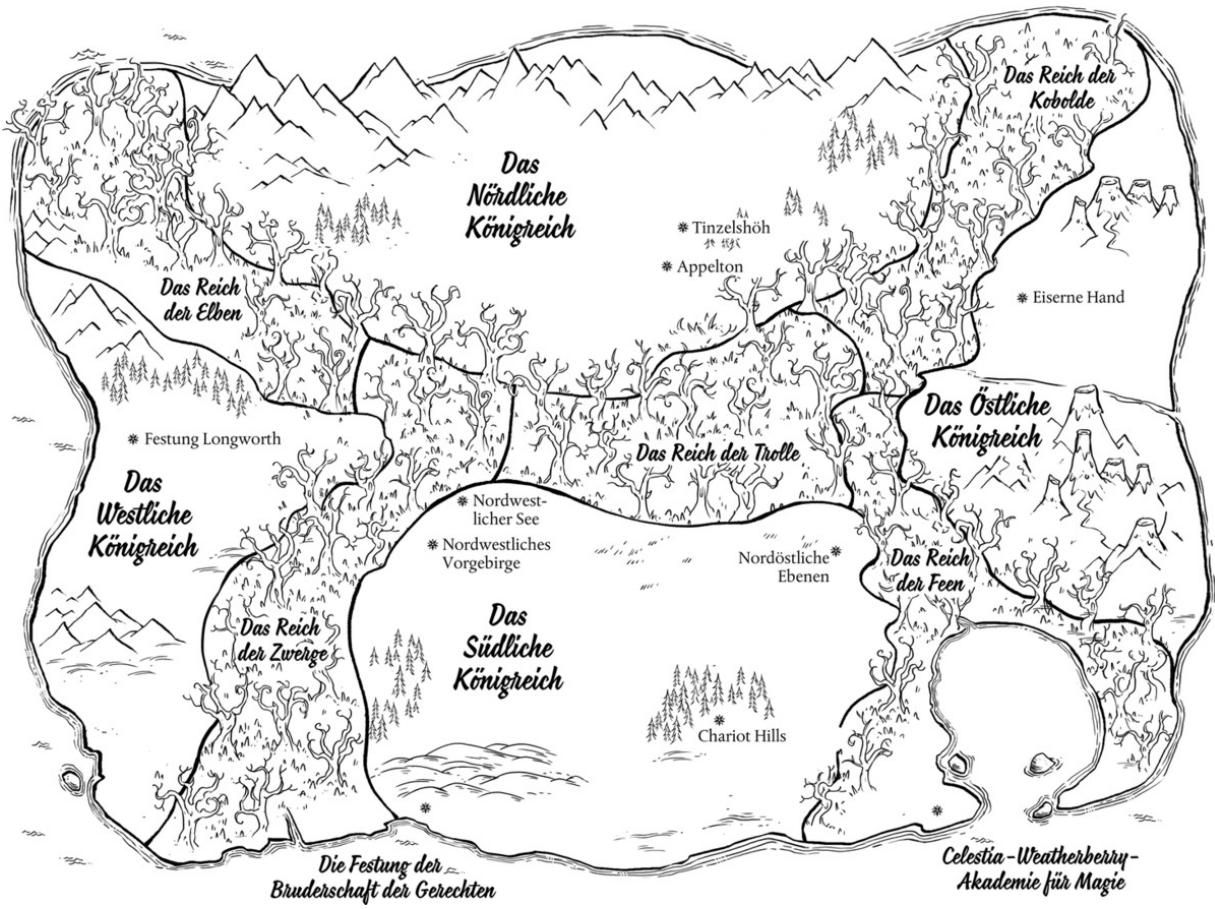 Das Reich der
Kobolde
Das
Nördliche
Königreich
Tinzelshöh
Appelton
Das Reich
der Elben
Eiserne Hand
Das Östliche
Königreich
Festung Longworth
Das Reich der Trolle
Das
Westliche
Königreich
Nordwest-
licher See
Nordwestliches
Vorgebirge
Nordöstliche
Ebenen
Das Reich
der Feen
Das
Südliche
Königreich
Das Reich
der Zwerge
Chariot Hills
Die Festung der
Bruderschaft der Gerechten
Celestia-Weatherberry-
Akademie für Magie